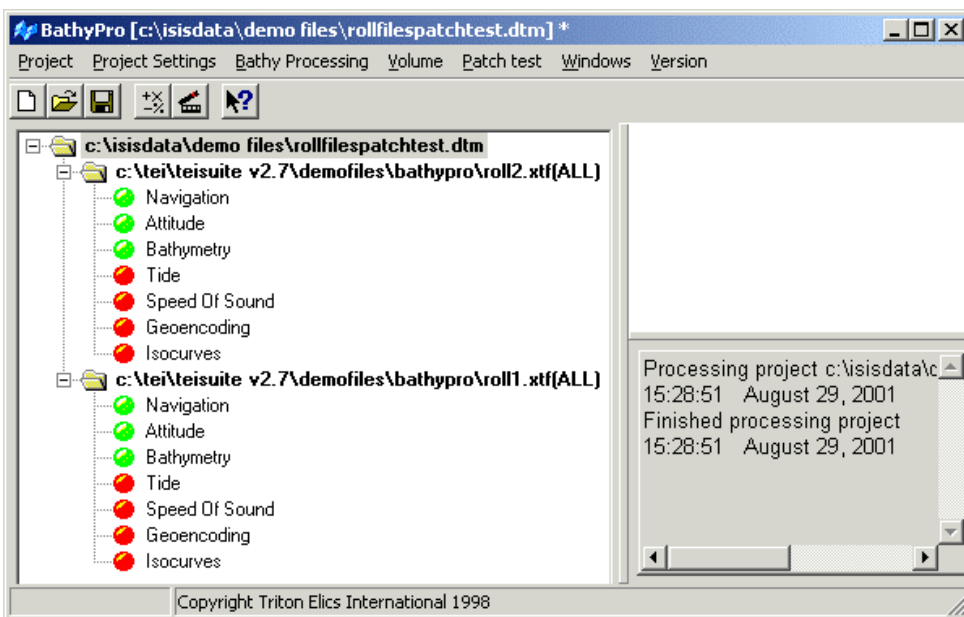 BathyPro [c:\isisdata\demo files\rollfilespatchtest.dtm] *
Project Project Settings Bathy Processing Volume Patch test Windows Version
c:\isisdata\demo files\rollfilespatchtest.dtm
c:\tei\teisuite v2.7\demofiles\bathypro\roll2.xtf(ALL)
Navigation
Attitude
Bathymetry
Tide
Speed Of Sound
Geoencoding
Isocurves
c:\tei\teisuite v2.7\demofiles\bathypro\roll1.xtf(ALL)
Navigation
Attitude
Bathymetry
Tide
Speed Of Sound
Geoencoding
Isocurves
Processing project c:\isisdata\c
15:28:51 August 29, 2001
Finished processing project
15:28:51 August 29, 2001
Copyright Triton Elics International 1998